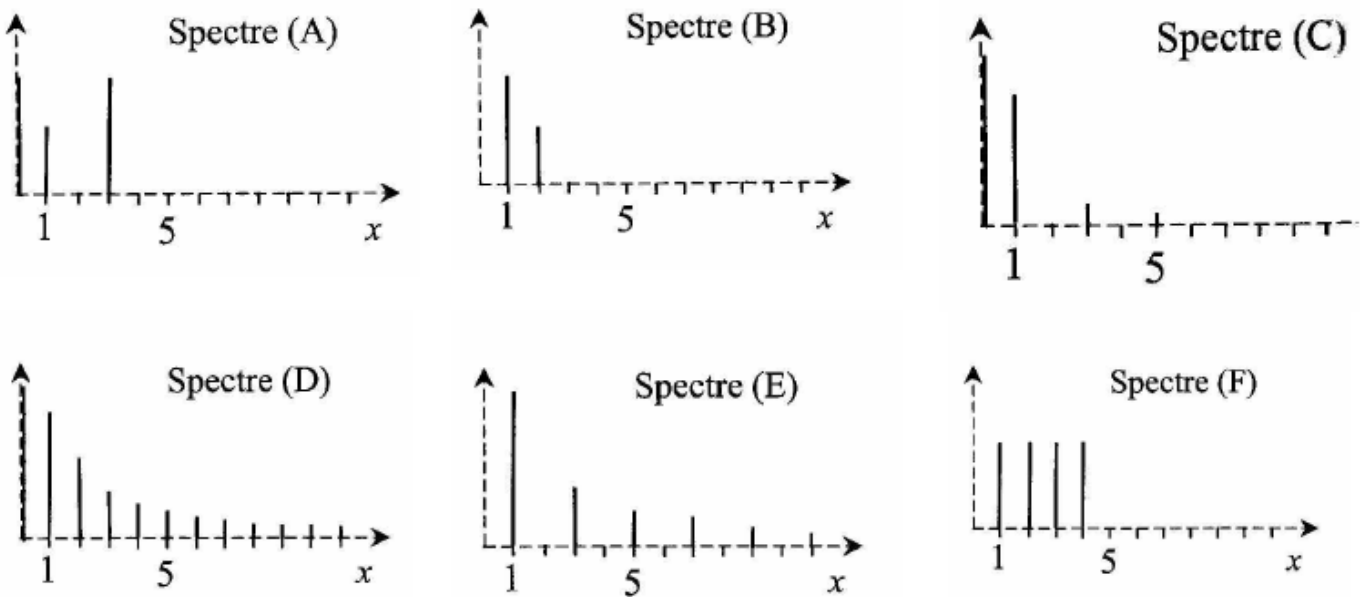 Spectre (A)
1 5 x
Spectre (B)
1 5 x
Spectre (C)
1 5
Spectre (D)
1 5 x
Spectre (E)
1 5 x
Spectre (F)
1 5 x